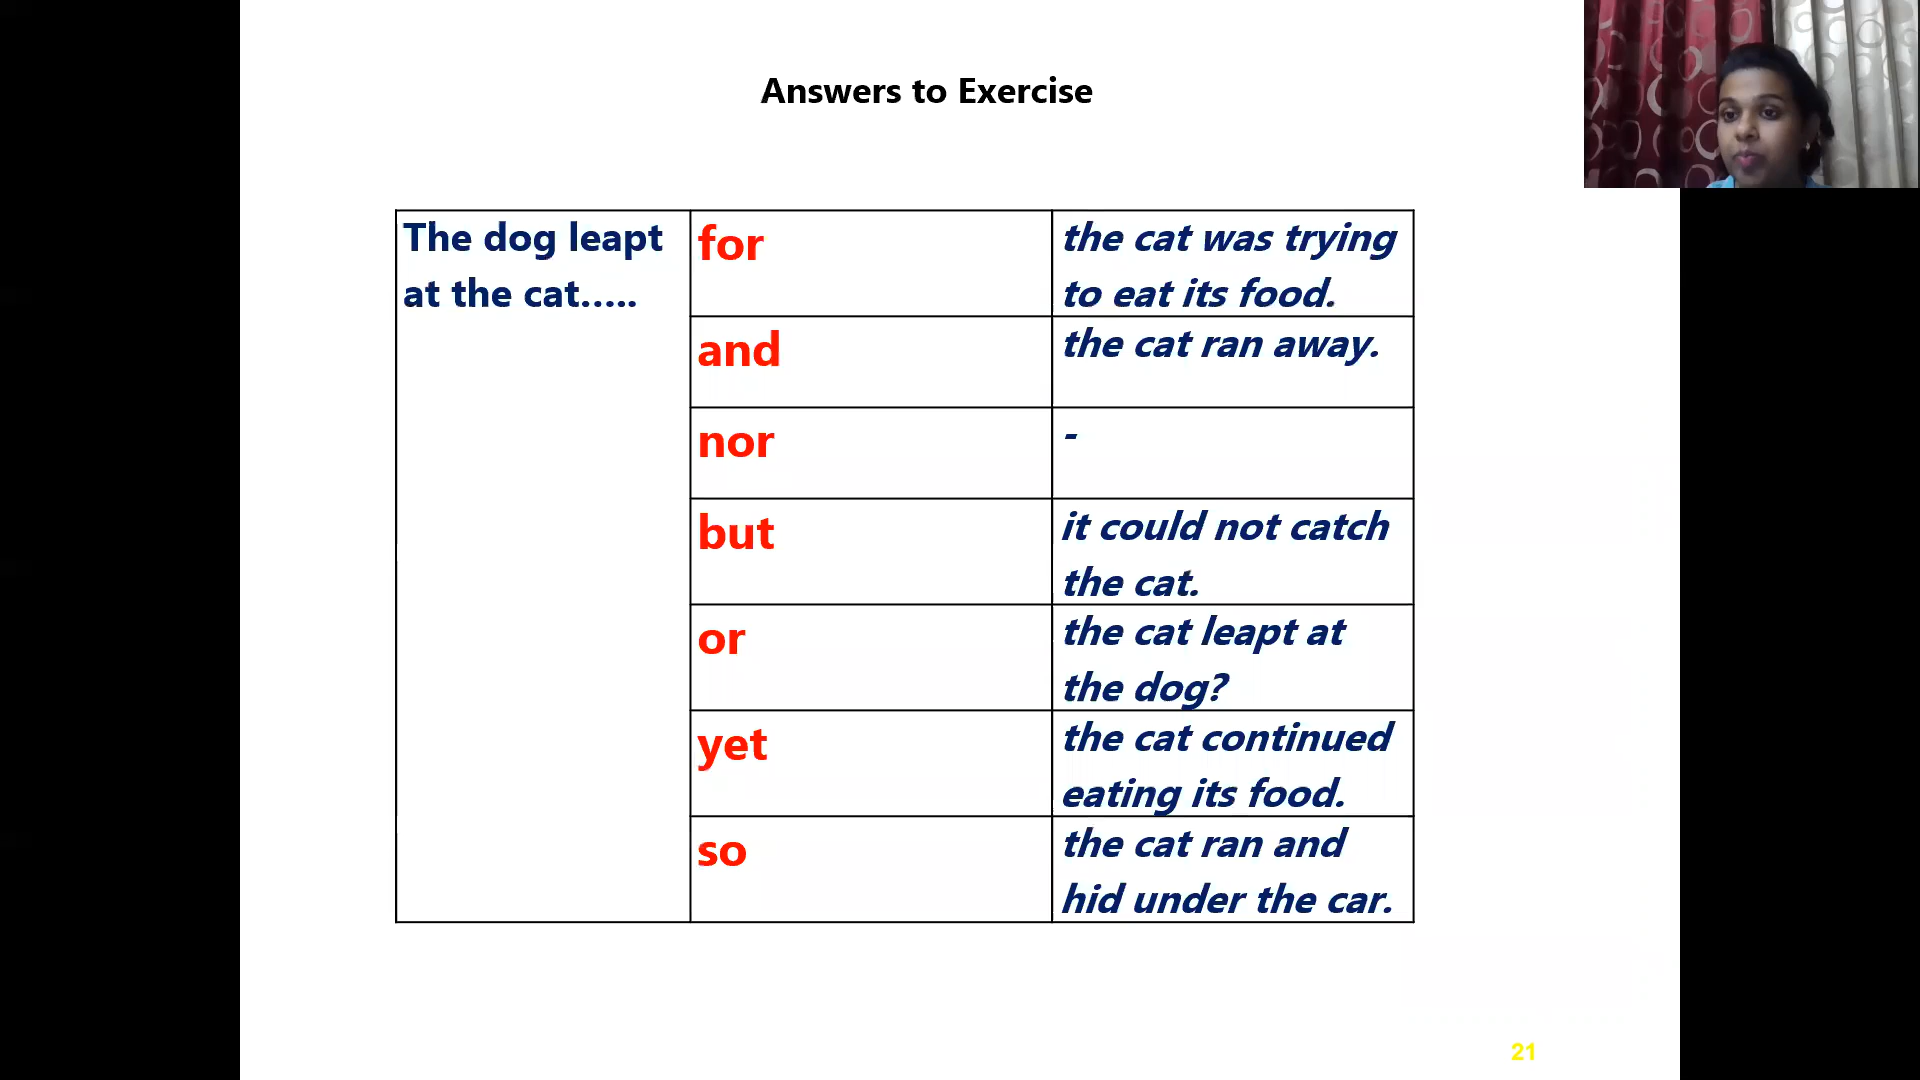 Answers to Exercise
The dog leapt
at the cat.....
for
the cat was trying
to eat its food.
and
the cat ran away.
nor
-
but
it could not catch
the cat.
or
the cat leapt at
the dog?
yet
the cat continued
eating its food.
so
the cat ran and
hid under the car.
21